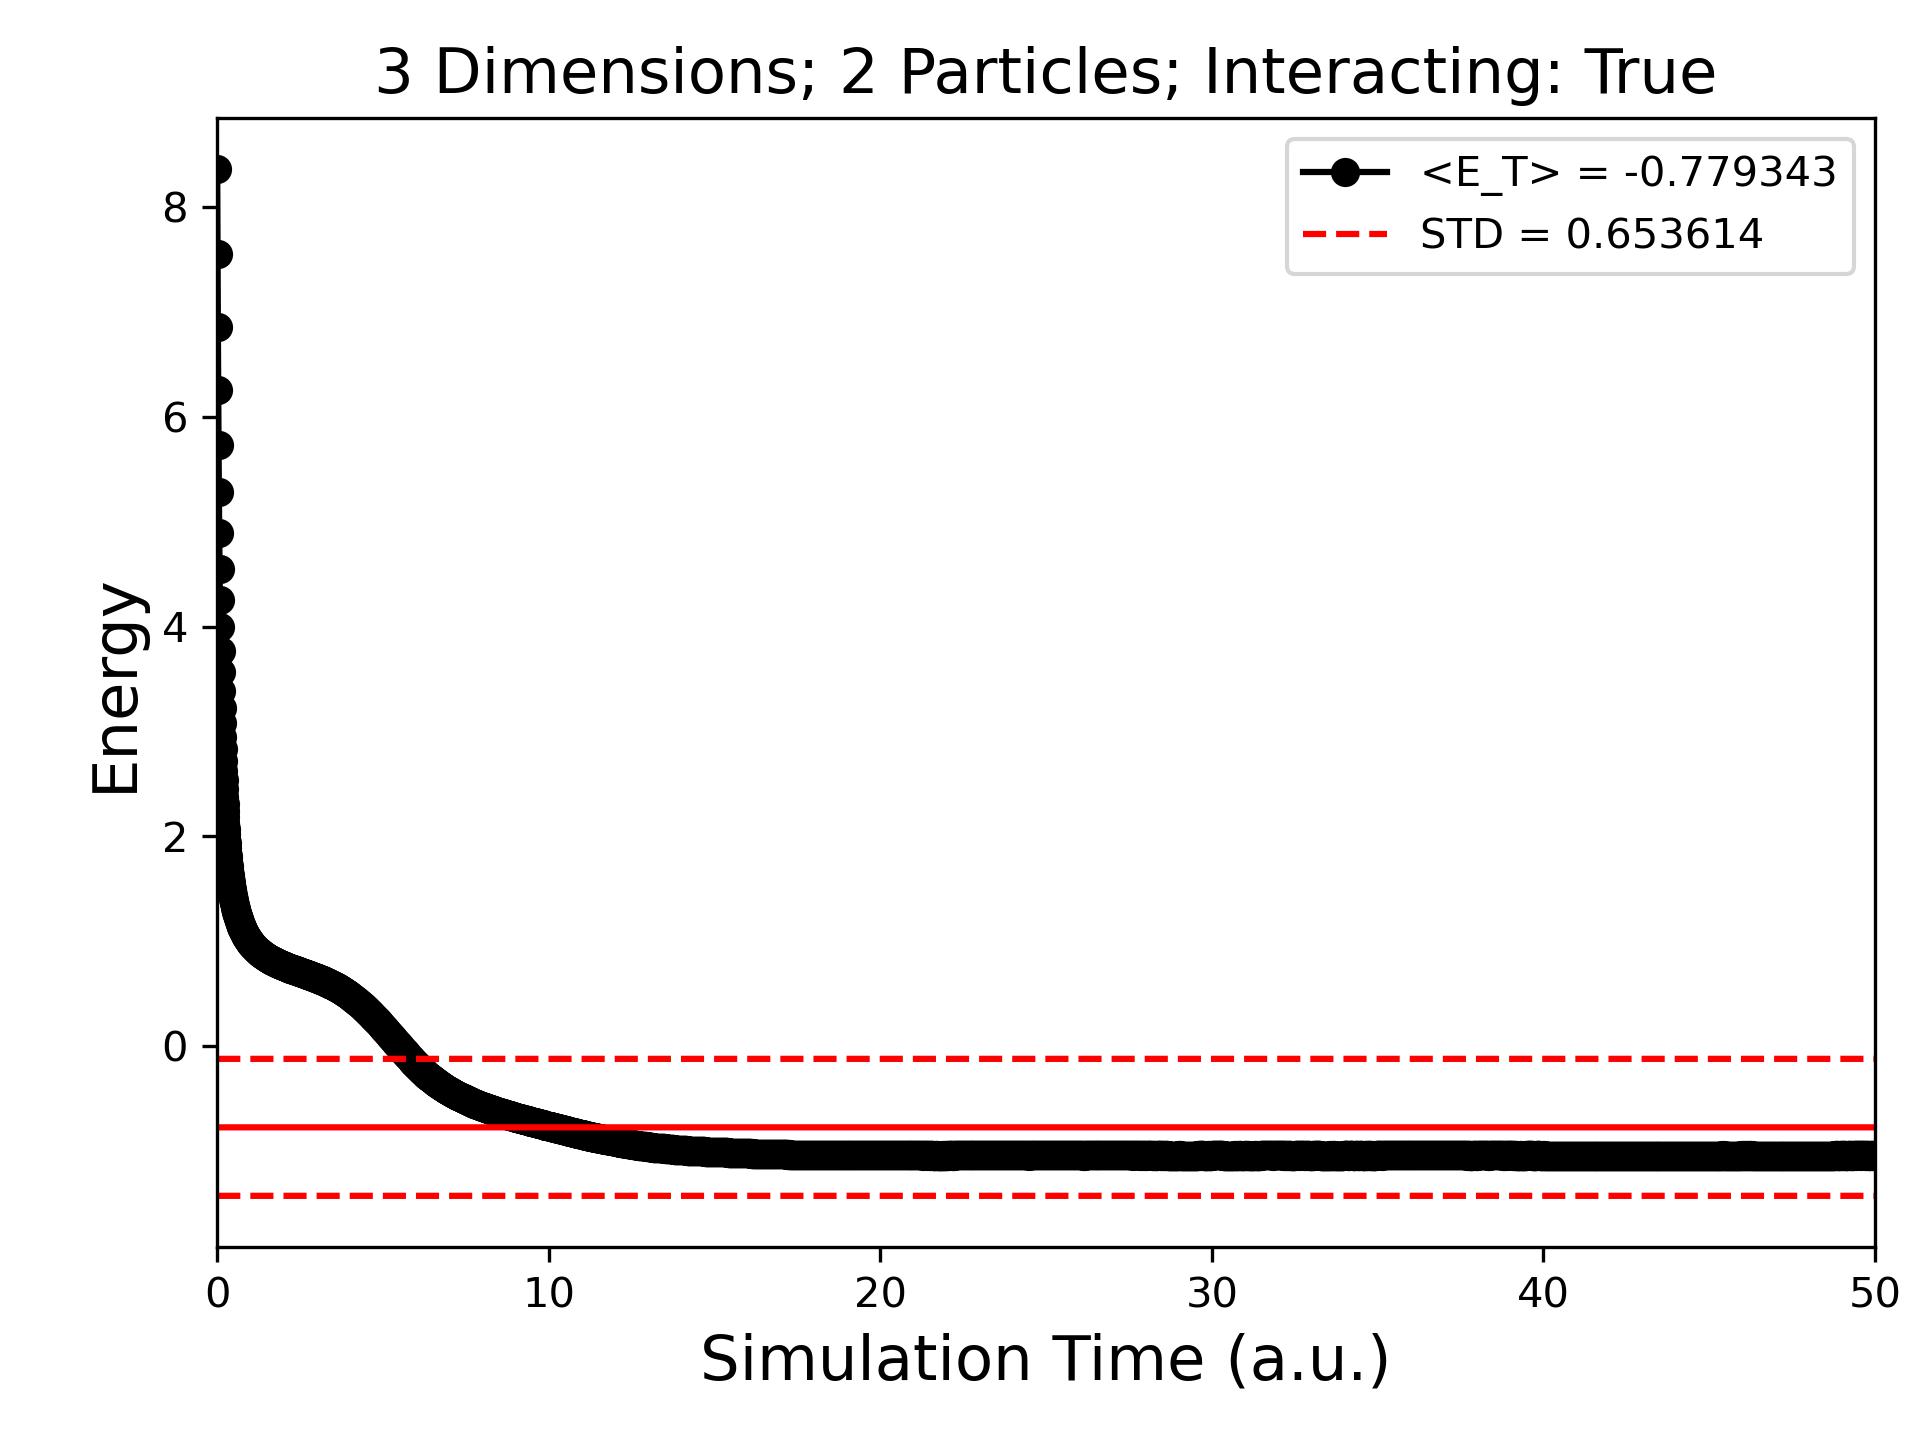 3 Dimensions; 2 Particles; Interacting: True
<E_T> = -0.779343
STD = 0.653614
Energy
8
6
4
2
0
0 10 20 30 40 50
Simulation Time (a.u.)